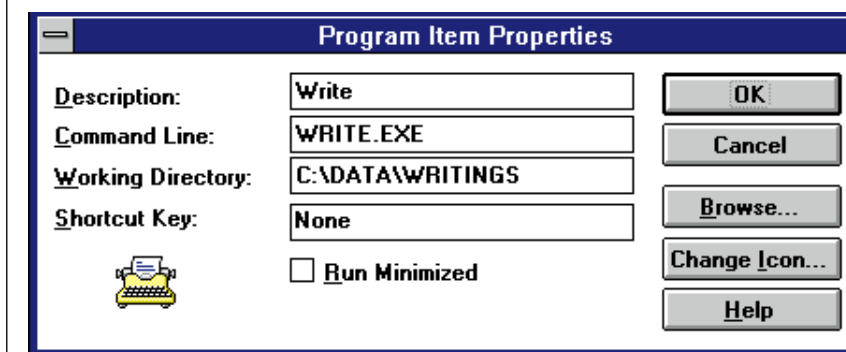 Program Item Properties
Description: Write OK
Command Line: WRITE.EXE Cancel
Working Directory: C:\DATA\WRITINGS
Shortcut Key: None Browse...
Run Minimized Change Icon...
Help